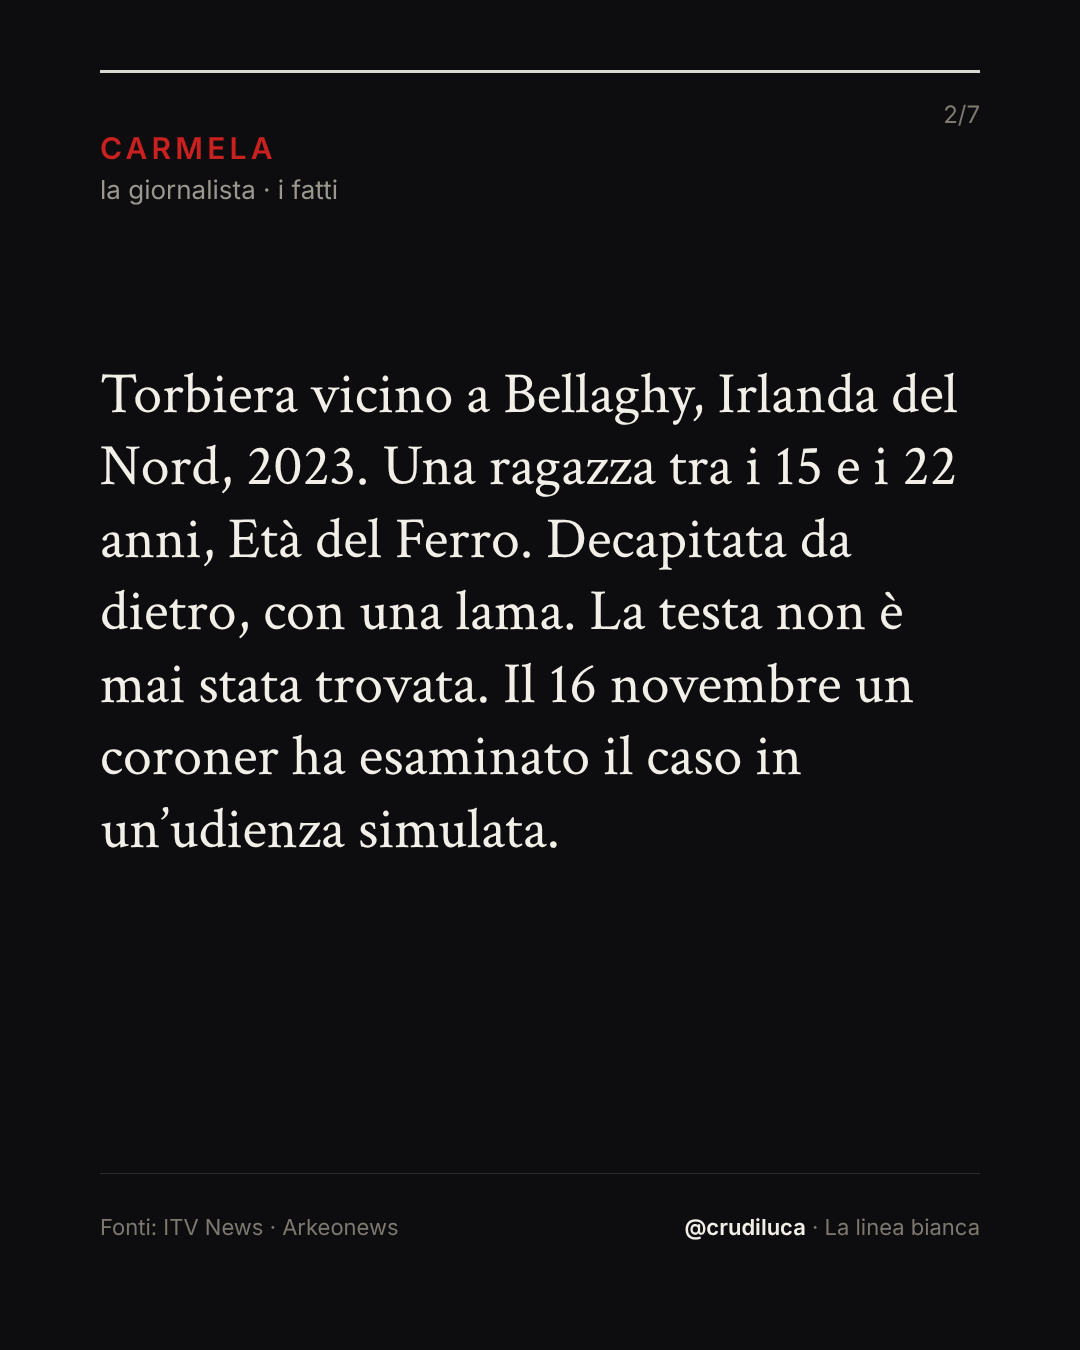 2/7
CARMELA
la giornalista · i fatti
Torbiera vicino a Bellaghy, Irlanda del
Nord, 2023. Una ragazza tra i 15 e i 22
anni, Età del Ferro. Decapitata da
dietro, con una lama. La testa non è
mai stata trovata. Il 16 novembre un
coroner ha esaminato il caso in
un’udienza simulata.
Fonti: ITV News · Arkeonews
@crudiluca · La linea bianca